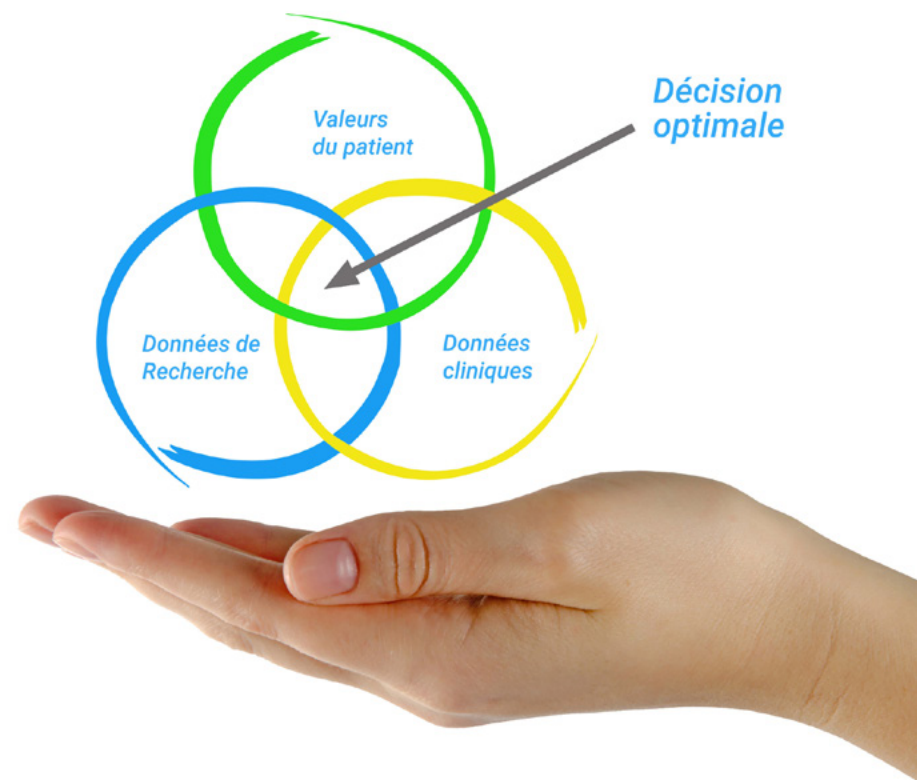 Valeurs
du patient
Décision
optimale
Données de
Recherche
Données
cliniques